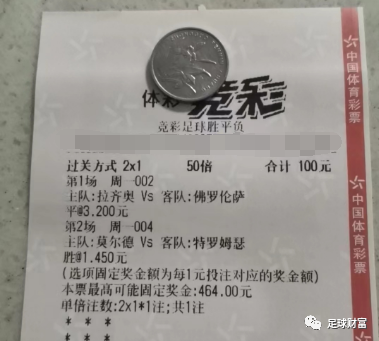 体彩 竞彩
竞彩足球胜平负
过关方式 2x1 50倍 合计 100元
第1场 周一002
主队:拉齐奥 Vs 客队:佛罗伦萨
平@3.200元
第2场 周一004
主队:莫尔德 Vs 客队:特罗姆瑟
胜@1.450元
(选项固定奖金额为每1元投注对应的奖金额)
本票最高可能固定奖金:464.00元
单倍注数:2x1*1注;共1注
* * *
* * *
中国体育彩票
中国体育彩票
足球财富